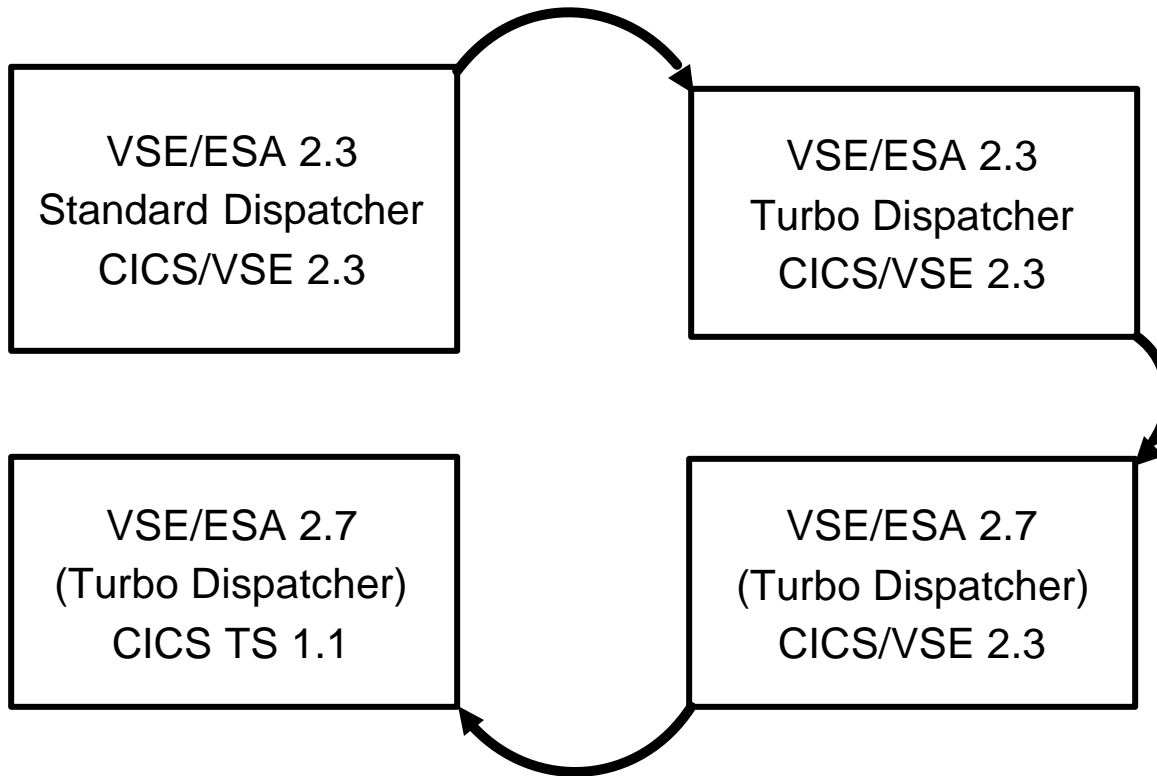 VSE/ESA 2.3
Standard Dispatcher
CICS/VSE 2.3
VSE/ESA 2.3
Turbo Dispatcher
CICS/VSE 2.3
VSE/ESA 2.7
(Turbo Dispatcher)
CICS TS 1.1
VSE/ESA 2.7
(Turbo Dispatcher)
CICS/VSE 2.3